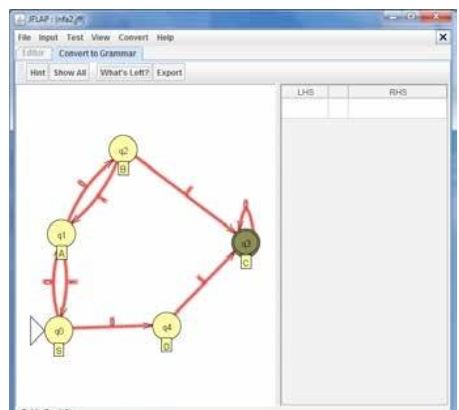 JFLAP : (nfa2.jff)
File Input Test View Convert Help
Editor Convert to Grammar
Hint Show All What's Left? Export
LHS RHS
q2
B
q1
A
q3
C
q0
S
q4
D